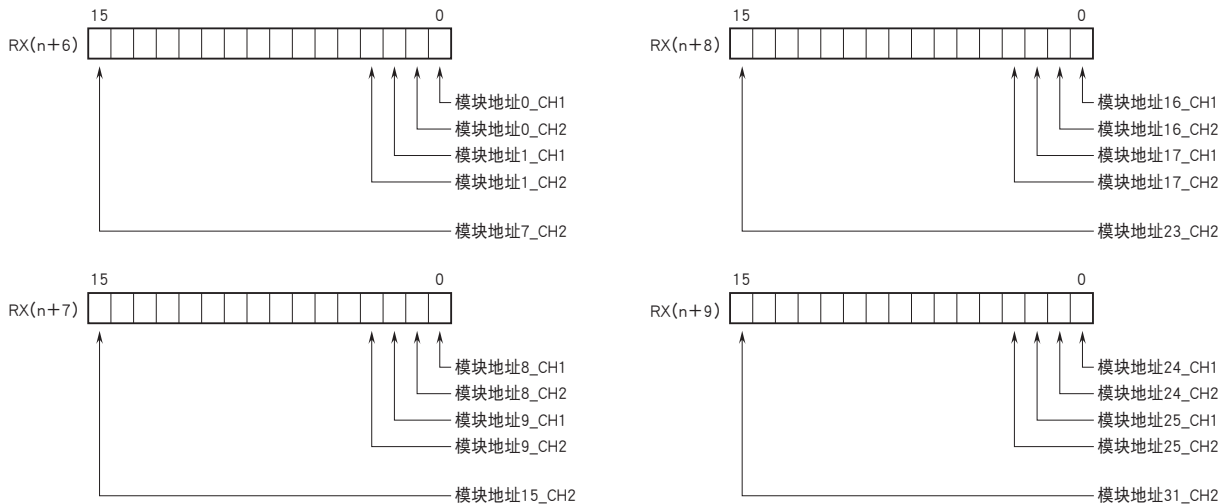 15 0
RX(n+6)
模块地址0_CH1
模块地址0_CH2
模块地址1_CH1
模块地址1_CH2
模块地址7_CH2
15 0
RX(n+7)
模块地址8_CH1
模块地址8_CH2
模块地址9_CH1
模块地址9_CH2
模块地址15_CH2
15 0
RX(n+8)
模块地址16_CH1
模块地址16_CH2
模块地址17_CH1
模块地址17_CH2
模块地址23_CH2
15 0
RX(n+9)
模块地址24_CH1
模块地址24_CH2
模块地址25_CH1
模块地址25_CH2
模块地址31_CH2